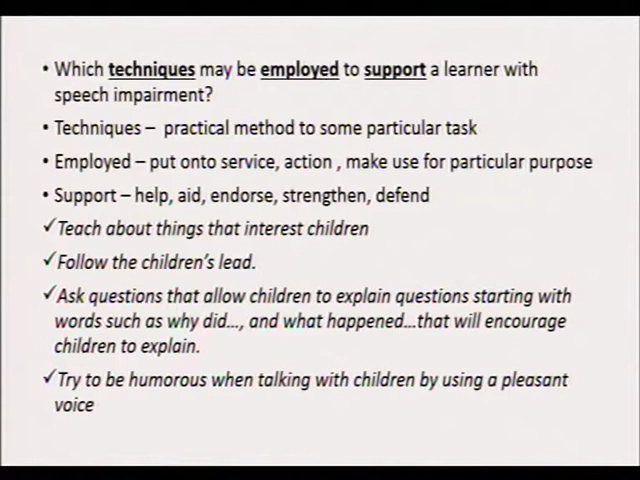 • Which techniques may be employed to support a learner with
speech impairment?
• Techniques – practical method to some particular task
• Employed – put onto service, action , make use for particular purpose
• Support – help, aid, endorse, strengthen, defend
✓Teach about things that interest children
✓Follow the children's lead.
✓Ask questions that allow children to explain questions starting with
words such as why did…, and what happened…that will encourage
children to explain.
✓Try to be humorous when talking with children by using a pleasant
voice